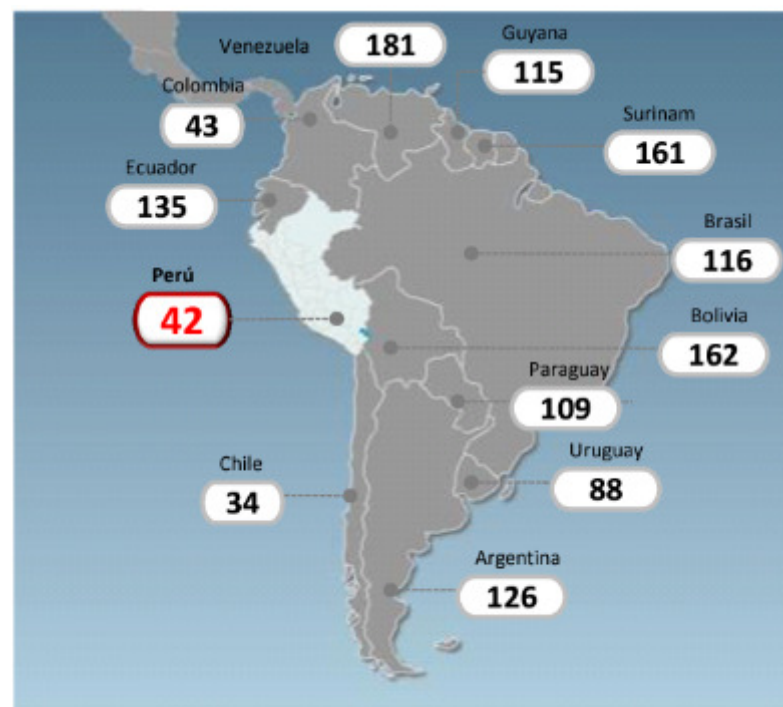 Venezuela
181
Guyana
115
Colombia
43
Surinam
161
Ecuador
135
Brasil
116
Perú
42
Bolivia
162
Paraguay
109
Chile
34
Uruguay
88
Argentina
126